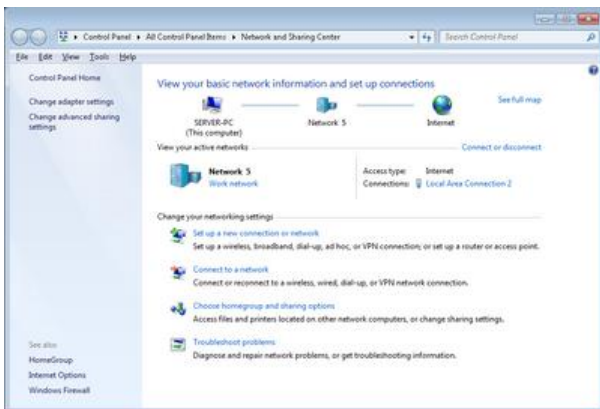 Control Panel ▸ All Control Panel Items ▸ Network and Sharing Center
Search Control Panel
File Edit View Tools Help
Control Panel Home
Change adapter settings
Change advanced sharing
settings
See also
HomeGroup
Internet Options
Windows Firewall
View your basic network information and set up connections
SERVER-PC
(This computer)
Network 5
Internet
See full map
View your active networks
Connect or disconnect
Network 5
Work network
Access type: Internet
Connections: Local Area Connection 2
Change your networking settings
Set up a new connection or network
Set up a wireless, broadband, dial-up, ad hoc, or VPN connection; or set up a router or access point.
Connect to a network
Connect or reconnect to a wireless, wired, dial-up, or VPN network connection.
Choose homegroup and sharing options
Access files and printers located on other network computers, or change sharing settings.
Troubleshoot problems
Diagnose and repair network problems, or get troubleshooting information.